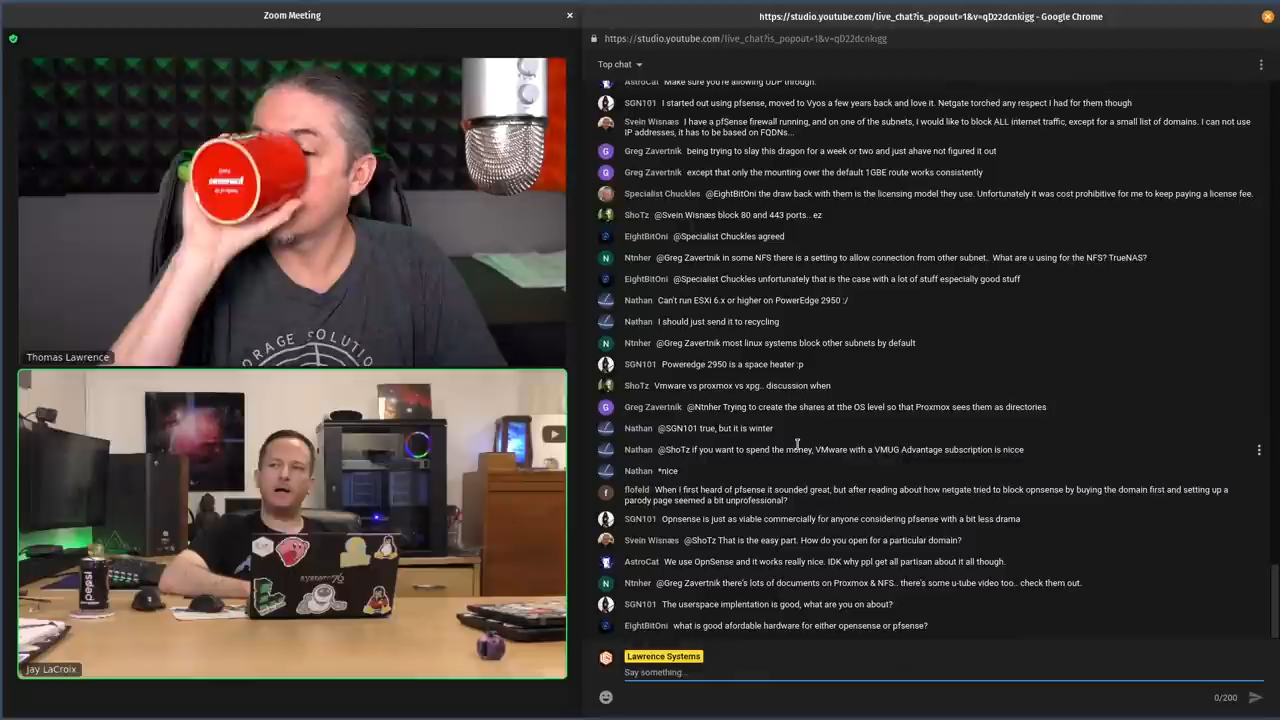 Zoom Meeting
https://studio.youtube.com/live_chat?is_popout=1&v=qD22dcnkigg - Google Chrome
https://studio.youtube.com/live_chat?is_popout=1&v=qD22dcnkigg
Top chat
AstroCat Make sure you're allowing UDP through.
SGN101 I started out using pfsense, moved to Vyos a few years back and love it. Netgate torched any respect I had for them though
Svein Wisnæs I have a pfSense firewall running, and on one of the subnets, I would like to block ALL internet traffic, except for a small list of domains. I can not use
IP addresses, it has to be based on FQDNs...
Greg Zavertnik being trying to slay this dragon for a week or two and just ahave not figured it out
Greg Zavertnik except that only the mounting over the default 1GBE route works consistently
Specialist Chuckles @EightBitOni the draw back with them is the licensing model they use. Unfortunately it was cost prohibitive for me to keep paying a license fee.
ShoTz @Svein Wisnæs block 80 and 443 ports.. ez
EightBitOni @Specialist Chuckles agreed
Ntnher @Greg Zavertnik in some NFS there is a setting to allow connection from other subnet.. What are u using for the NFS? TrueNAS?
EightBitOni @Specialist Chuckles unfortunately that is the case with a lot of stuff especially good stuff
Nathan Can't run ESXi 6.x or higher on PowerEdge 2950 :/
Nathan I should just send it to recycling
Ntnher @Greg Zavertnik most linux systems block other subnets by default
SGN101 Poweredge 2950 is a space heater :p
ShoTz Vmware vs proxmox vs xpg.. discussion when
Greg Zavertnik @Ntnher Trying to create the shares at tthe OS level so that Proxmox sees them as directories
Nathan @SGN101 true, but it is winter
Nathan @ShoTz if you want to spend the money, VMware with a VMUG Advantage subscription is nicce
Nathan *nice
flofeld When I first heard of pfsense it sounded great, but after reading about how netgate tried to block opnsense by buying the domain first and setting up a
parody page seemed a bit unprofessional?
SGN101 Opnsense is just as viable commercially for anyone considering pfsense with a bit less drama
Svein Wisnæs @ShoTz That is the easy part. How do you open for a particular domain?
AstroCat We use OpnSense and it works really nice. IDK why ppl get all partisan about it all though.
Ntnher @Greg Zavertnik there's lots of documents on Proxmox & NFS.. there's some u-tube video too.. check them out.
SGN101 The userspace implentation is good, what are you on about?
EightBitOni what is good afordable hardware for either opensense or pfsense?
Lawrence Systems
Say something...
0/200
ORAGE SOLUTIO
Thomas Lawrence
pepsi
system76
Jay LaCroix